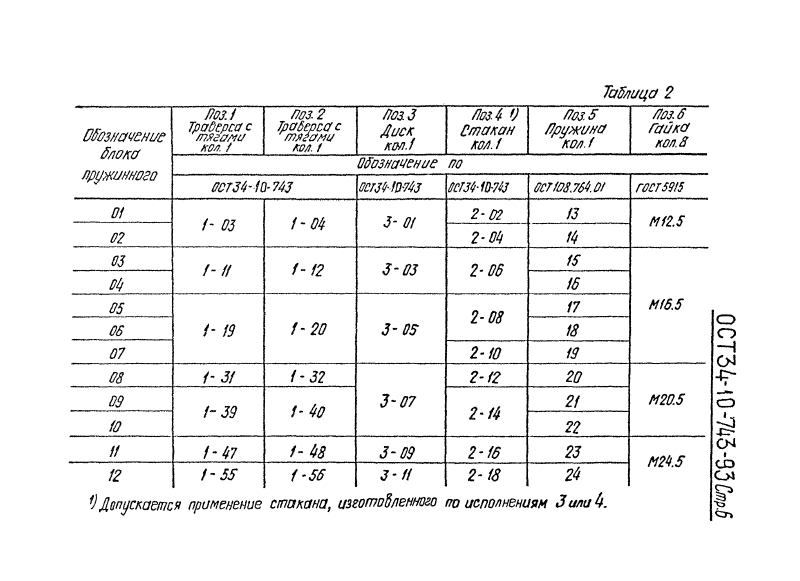 Таблица 2
Обозначение блока пружинного
Поз.1 Траверса с тягами кол. 1
Поз. 2 Траверса с тягами кол. 1
Поз. 3 Диск кол.1
Поз. 4 1) Стакан кол. 1
Поз. 5 Пружина кол. 1
Поз. 6 Гайка кол. 8
Обозначение по
ОСТ 34-10-743 ОСТ34-10-743 ОСТ34-10-743 ОСТ108.764.01 ГОСТ 5915
01 1-03 1-04 3-01 2-02 13 М12.5
02 2-04 14
03 1-11 1-12 3-03 2-06 15 М16.5
04 16
05 1-19 1-20 3-05 2-08 17
06 18
07 2-10 19
08 1-31 1-32 3-07 2-12 20 М20.5
09 1-39 1-40 2-14 21
10 22
11 1-47 1-48 3-09 2-16 23 М24.5
12 1-55 1-56 3-11 2-18 24
1) Допускается применение стакана, изготовленного по исполнениям 3 или 4.
ОСТ34-10-743-93 Стр. 6